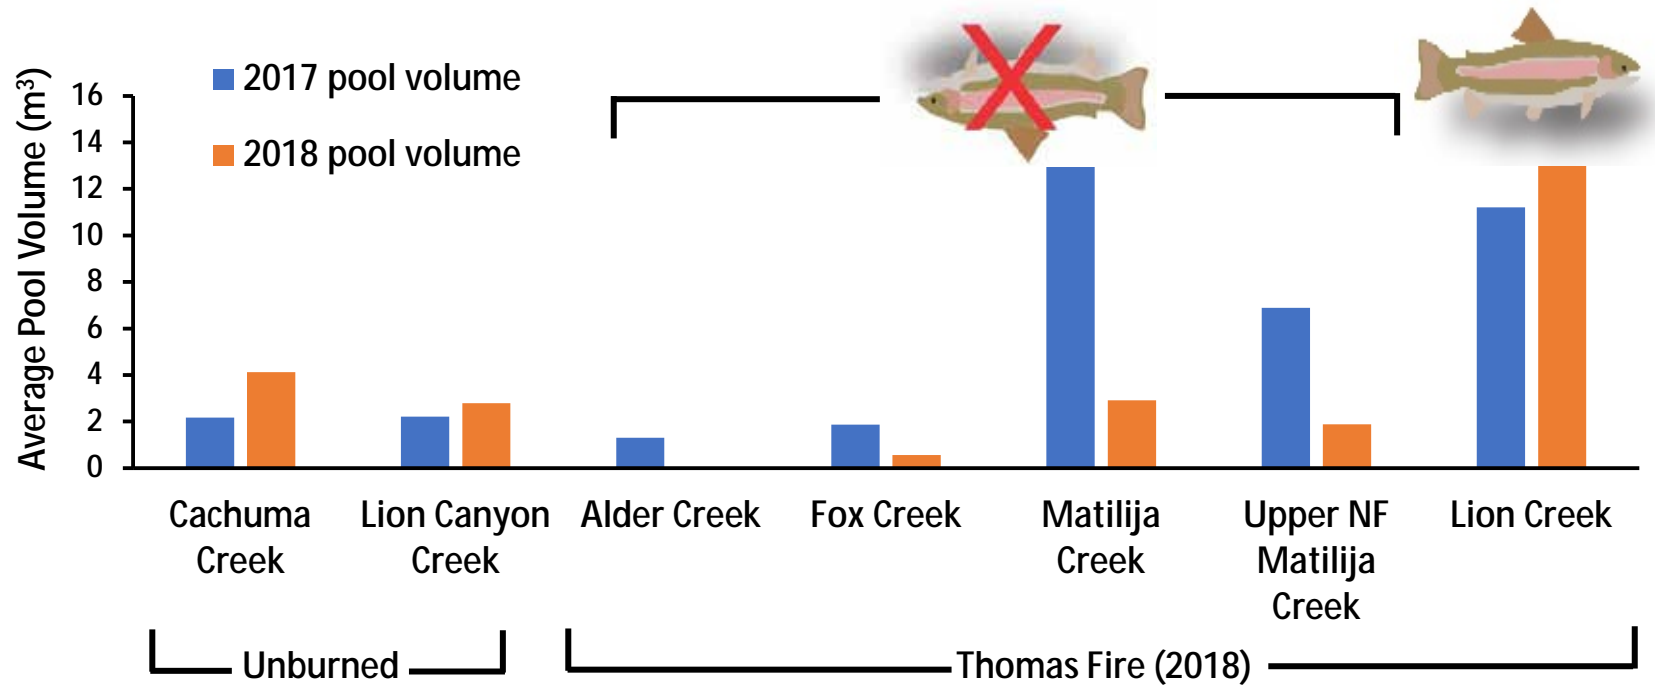 2017 pool volume
2018 pool volume
Average Pool Volume (m³)
16
14
12
10
8
6
4
2
0
Cachuma
Creek
Lion Canyon
Creek
Alder Creek
Fox Creek
Matilija
Creek
Upper NF
Matilija
Creek
Lion Creek
Unburned
Thomas Fire (2018)